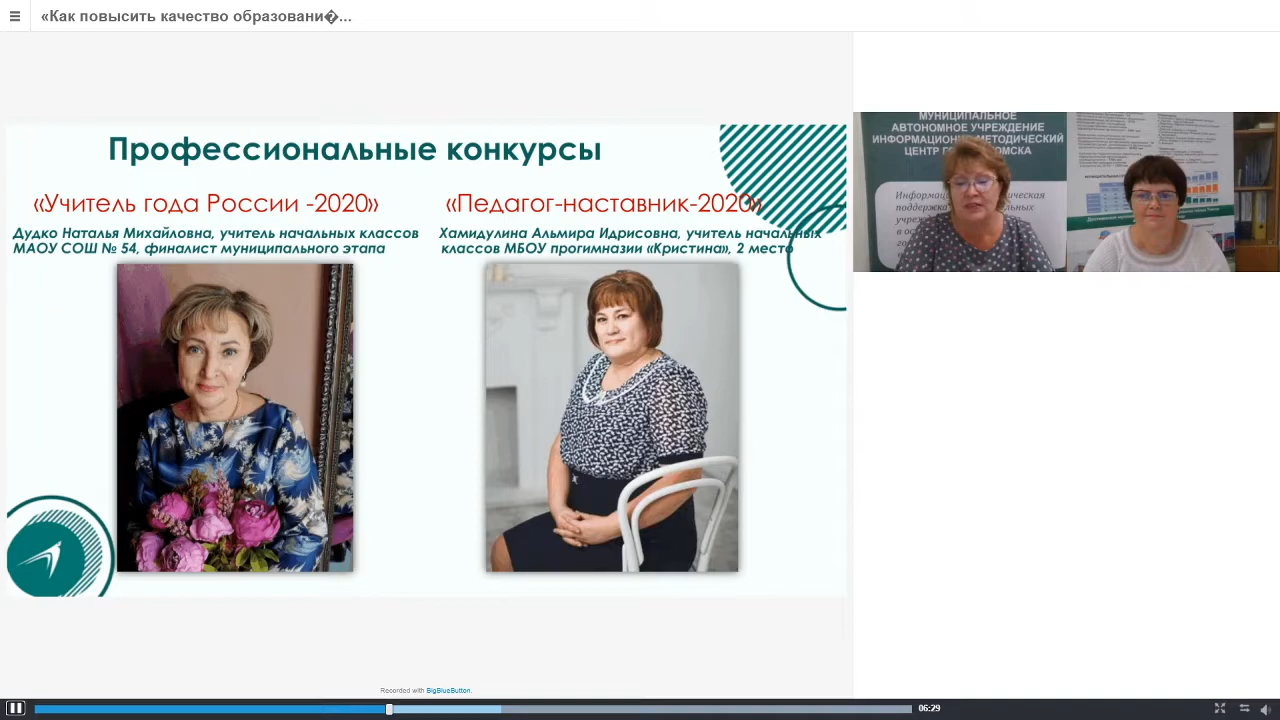 «Как повысить качество образовани�...
Профессиональные конкурсы
«Учитель года России -2020»
Дудко Наталья Михайловна, учитель начальных классов
МАОУ СОШ № 54, финалист муниципального этапа
«Педагог-наставник-2020»
Хамидулина Альмира Идрисовна, учитель начальных
классов МБОУ прогимназии «Кристина», 2 место
МУНИЦИПАЛЬНОЕ
АВТОНОМНОЕ УЧРЕЖДЕНИЕ
МЕТОДИЧЕСКИЙ
ЦЕНТР
поддержка
Recorded with BigBlueButton.
06:29